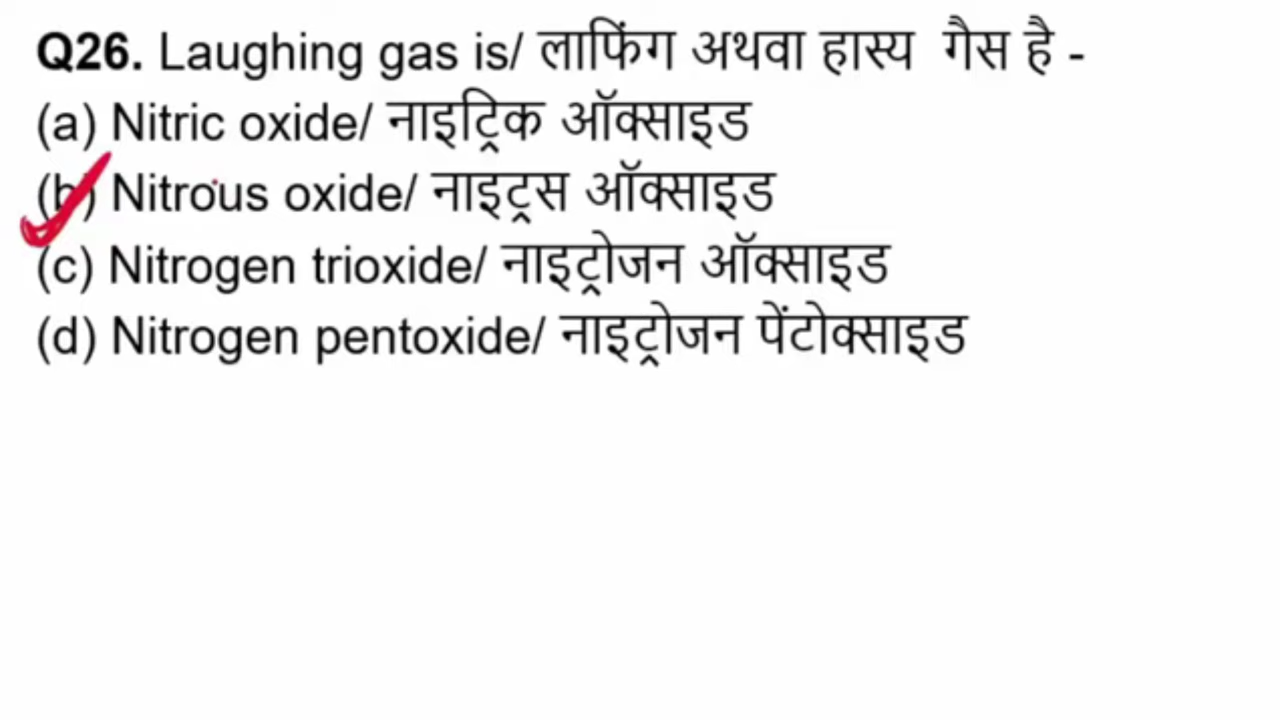 Q26. Laughing gas is/ लाफिंग अथवा हास्य गैस है -
(a) Nitric oxide/ नाइट्रिक ऑक्साइड
(b) Nitrous oxide/ नाइट्रस ऑक्साइड
(c) Nitrogen trioxide/ नाइट्रोजन ऑक्साइड
(d) Nitrogen pentoxide/ नाइट्रोजन पेंटोक्साइड